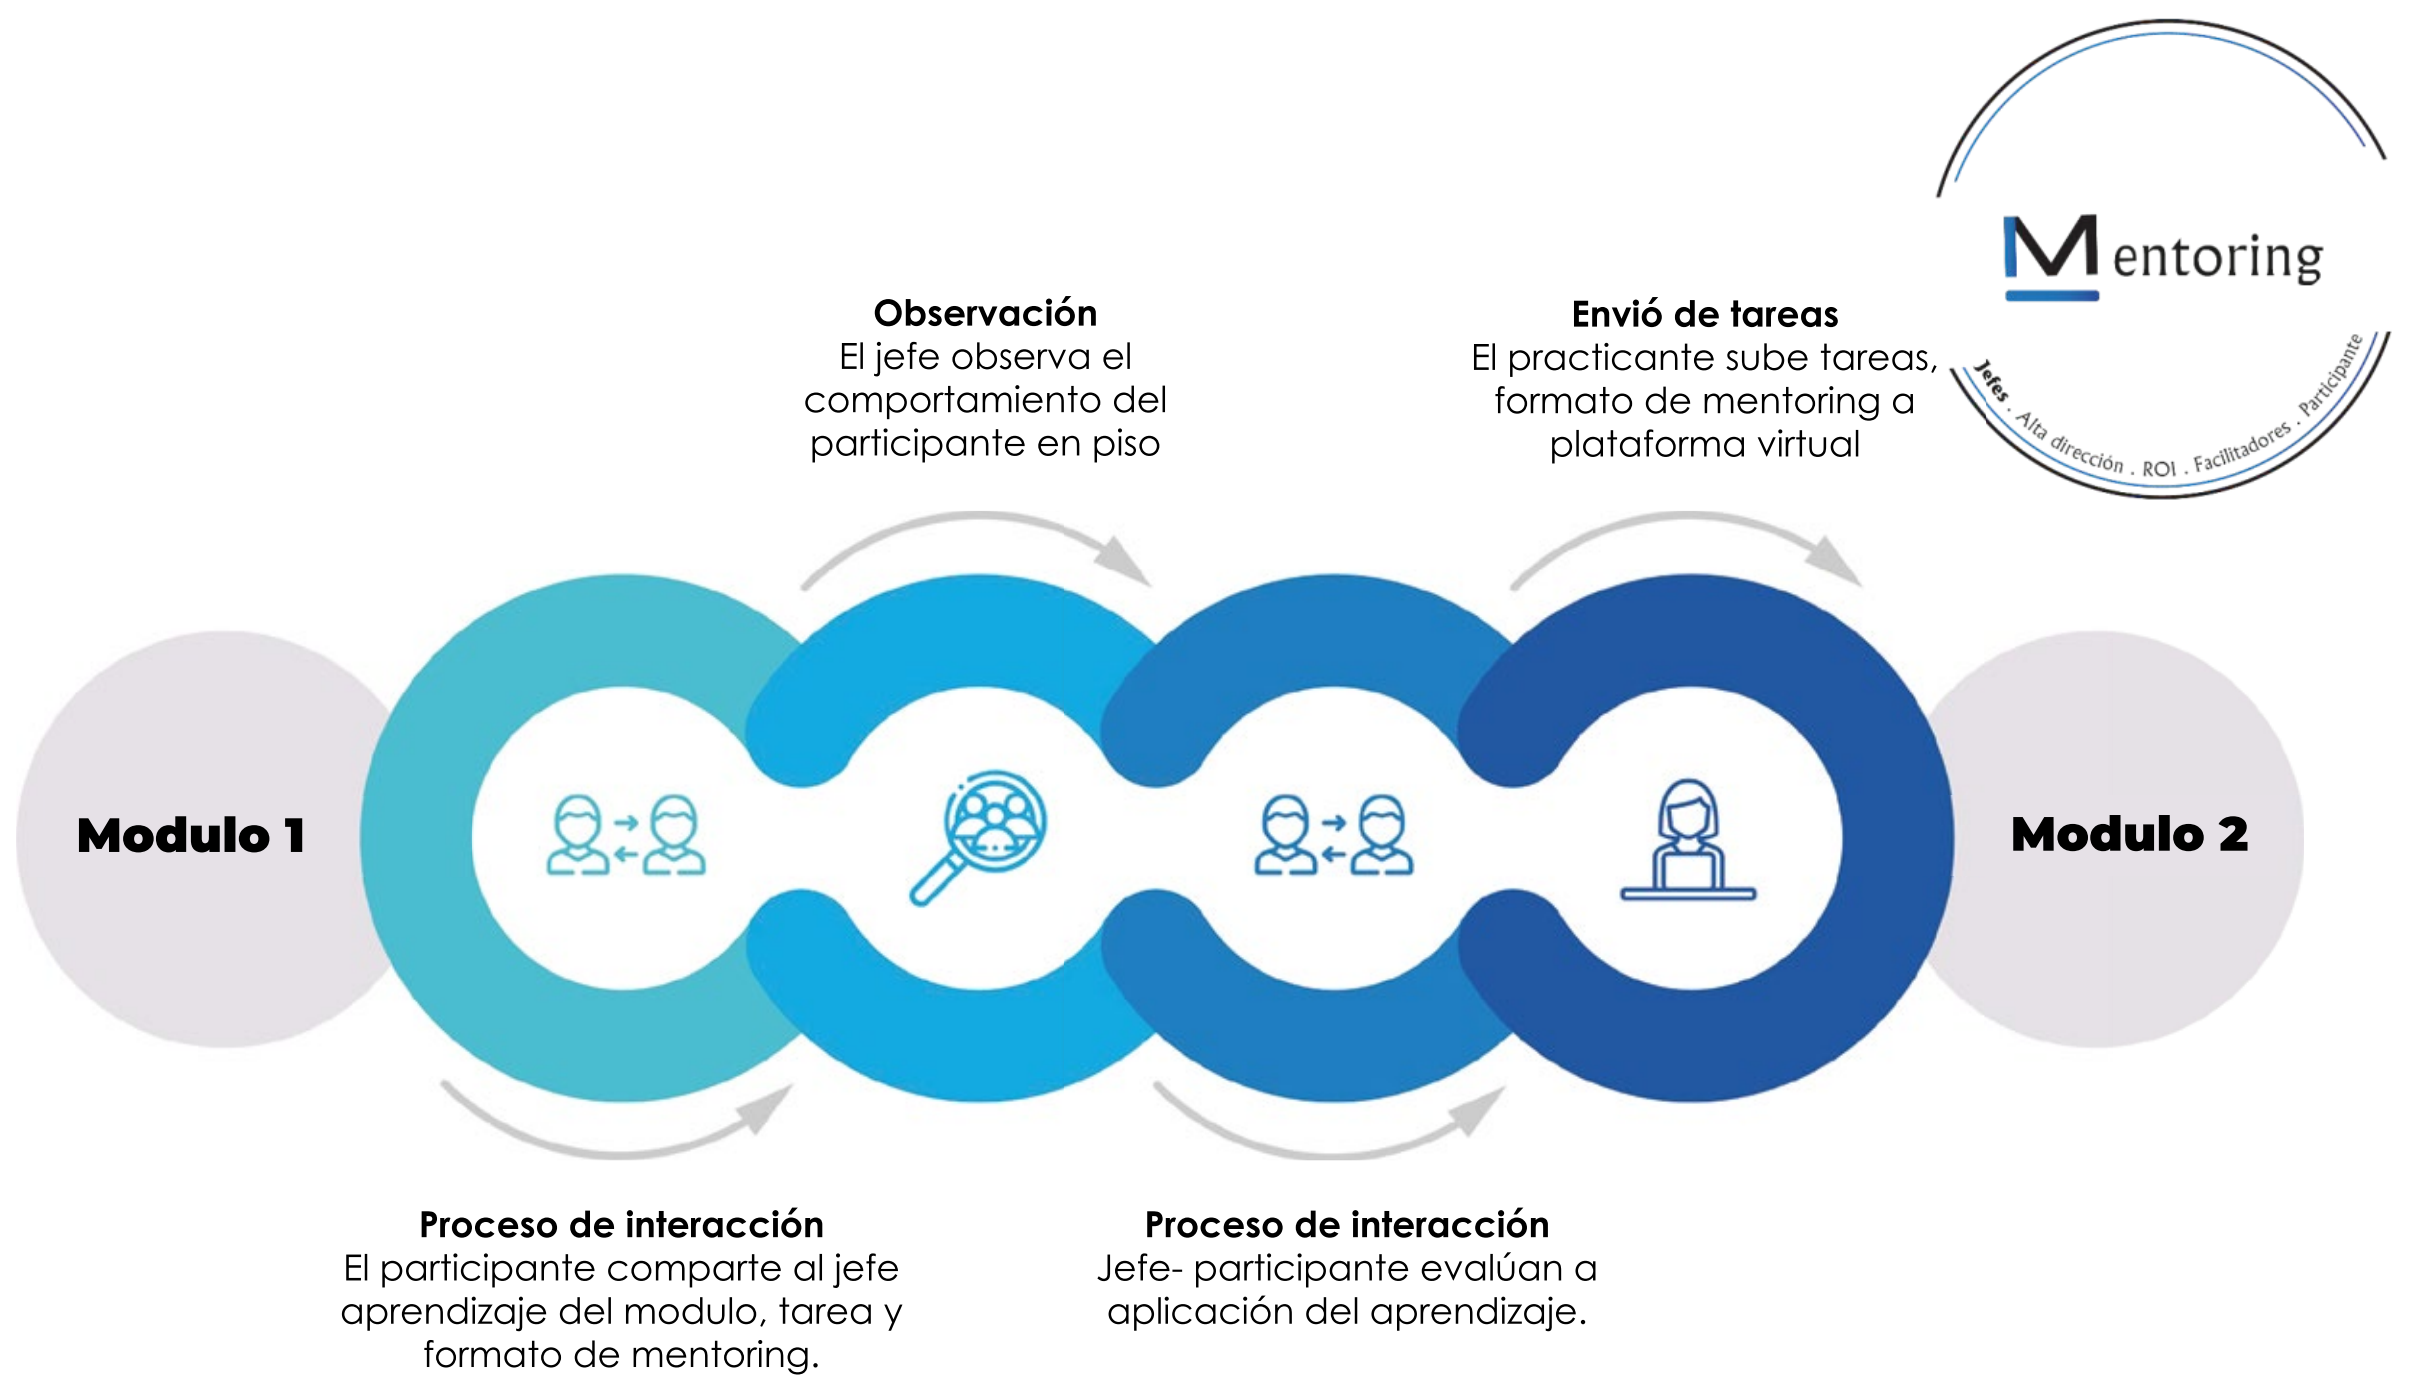 Mentoring
Jefes . Alta dirección . ROI . Facilitadores . Participante
Observación
El jefe observa el
comportamiento del
participante en piso
Envió de tareas
El practicante sube tareas,
formato de mentoring a
plataforma virtual
Modulo 1
Modulo 2
Proceso de interacción
El participante comparte al jefe
aprendizaje del modulo, tarea y
formato de mentoring.
Proceso de interacción
Jefe- participante evalúan a
aplicación del aprendizaje.